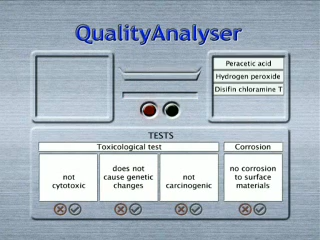 QualityAnalyser
Peracetic acid
Hydrogen peroxide
Disifin chloramine T
TESTS
Toxicological test
Corrosion
not
cytotoxic
does not
cause genetic
changes
not
carcinogenic
no corrosion
to surface
materials